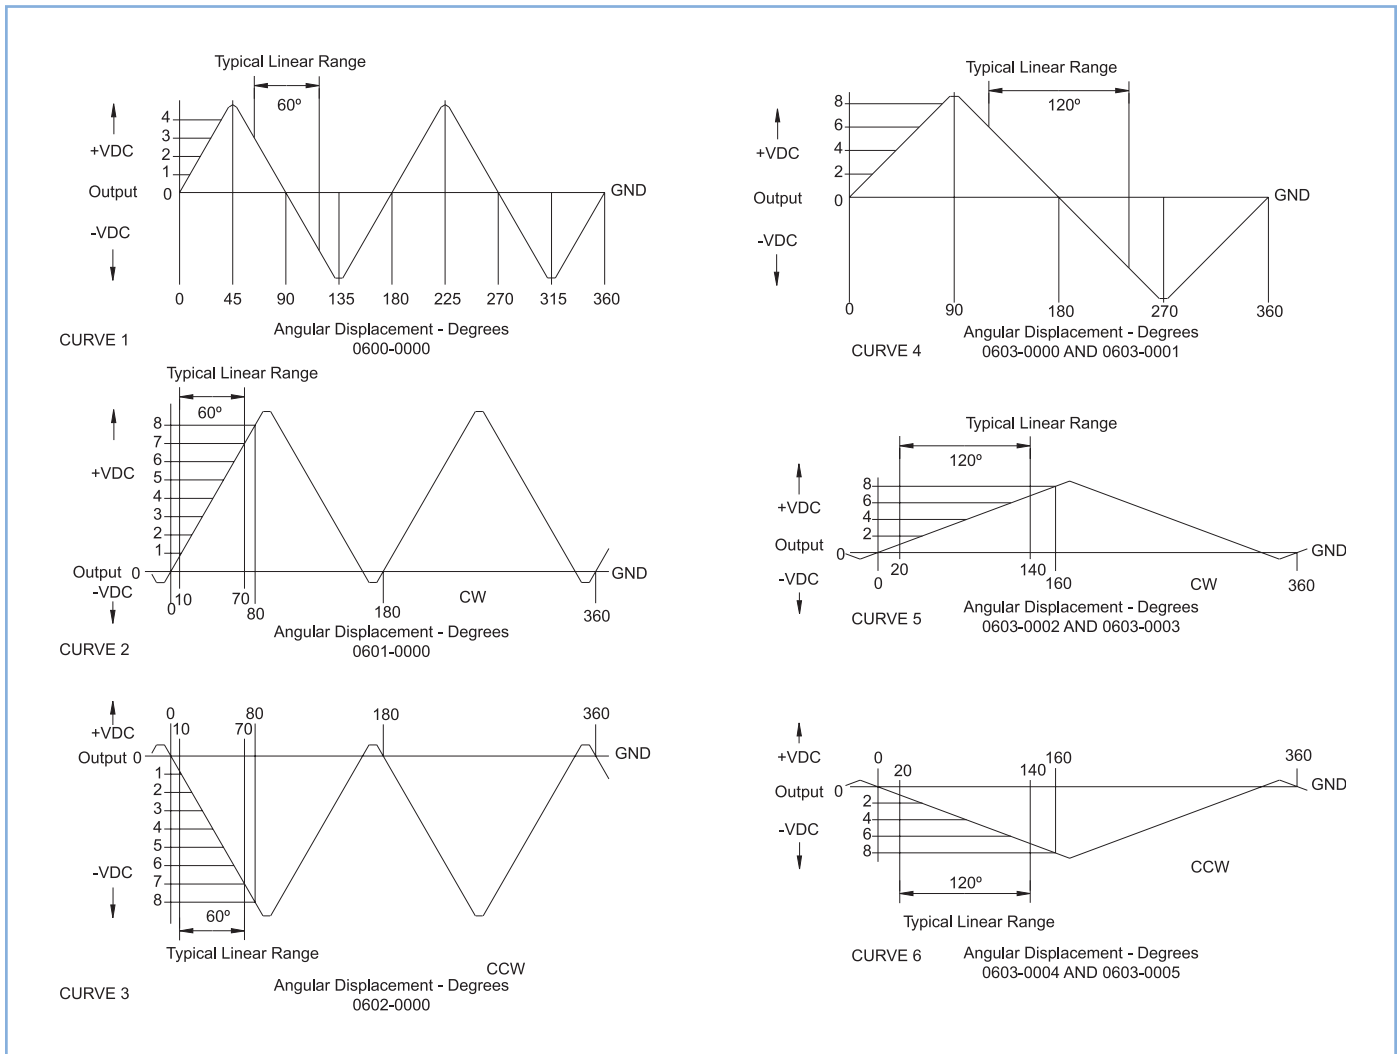 Typical Linear Range
60º
4
3
2
1
+VDC
Output
0
GND
-VDC
0 45 90 135 180 225 270 315 360
Angular Displacement - Degrees
0600-0000
CURVE 1
Typical Linear Range
60º
8
7
6
5
4
3
2
1
+VDC
Output 0
GND
-VDC
0
10
70
80
180
360
CW
Angular Displacement - Degrees
0601-0000
CURVE 2
0
10
70
80
180
360
+VDC
Output 0
GND
1
2
3
4
5
6
7
8
-VDC
60º
Typical Linear Range
CCW
Angular Displacement - Degrees
0602-0000
CURVE 3
Typical Linear Range
120º
8
6
4
2
+VDC
Output
0
GND
-VDC
0 90 180 270 360
Angular Displacement - Degrees
0603-0000 AND 0603-0001
CURVE 4
Typical Linear Range
120º
8
6
4
2
+VDC
Output
0
GND
-VDC
0
20
140
160
360
CW
Angular Displacement - Degrees
0603-0002 AND 0603-0003
CURVE 5
+VDC
0
20
140
160
360
Output 0
GND
2
4
6
8
-VDC
CCW
120º
Typical Linear Range
Angular Displacement - Degrees
0603-0004 AND 0603-0005
CURVE 6